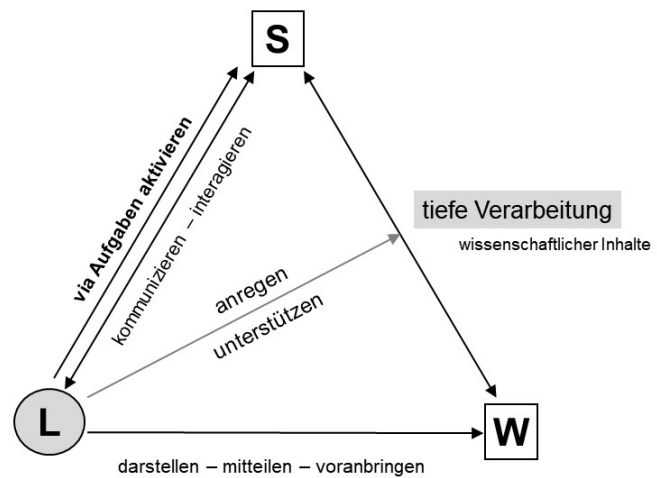 S
via Aufgaben aktivieren
kommunizieren – interagieren
tiefe Verarbeitung
wissenschaftlicher Inhalte
anregen
unterstützen
L
W
darstellen – mitteilen – voranbringen